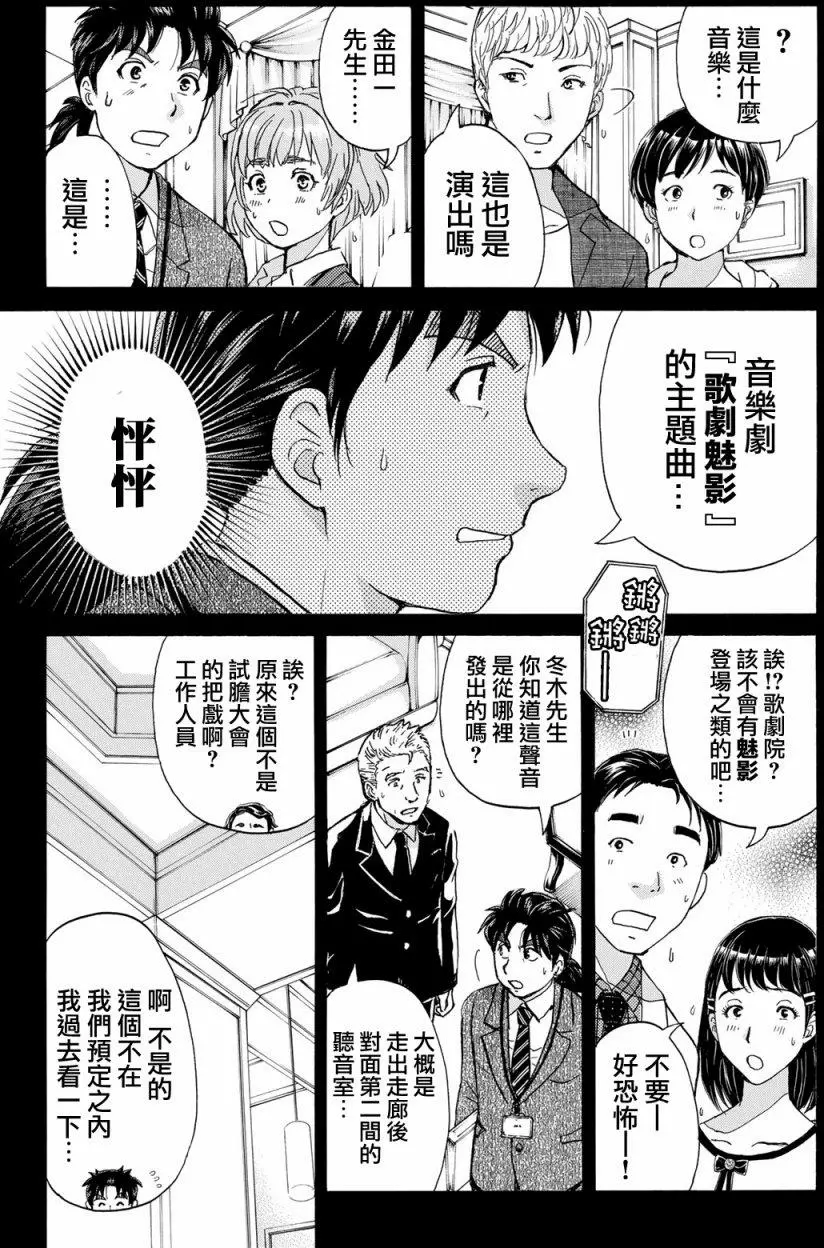 ？
這是什麼
音樂…
這也是
演出嗎
金田一
先生……
……
這是…
音樂劇
『歌劇魅影』
的主題曲…
怦
怦
鏘鏘
鏘鏘
—
誒!?歌劇院？
該不會有魅影
登場之類的吧…
不要—
好恐怖—！
冬木先生
你知道這聲音
是從哪裡
發出的嗎？
大概是
走出走廊後
對面第二間的
聽音室…
誒？
原來這個不是
試膽大會
的把戲啊？
工作人員
啊 不是的
這個不在
我們預定之內
我過去看一下…